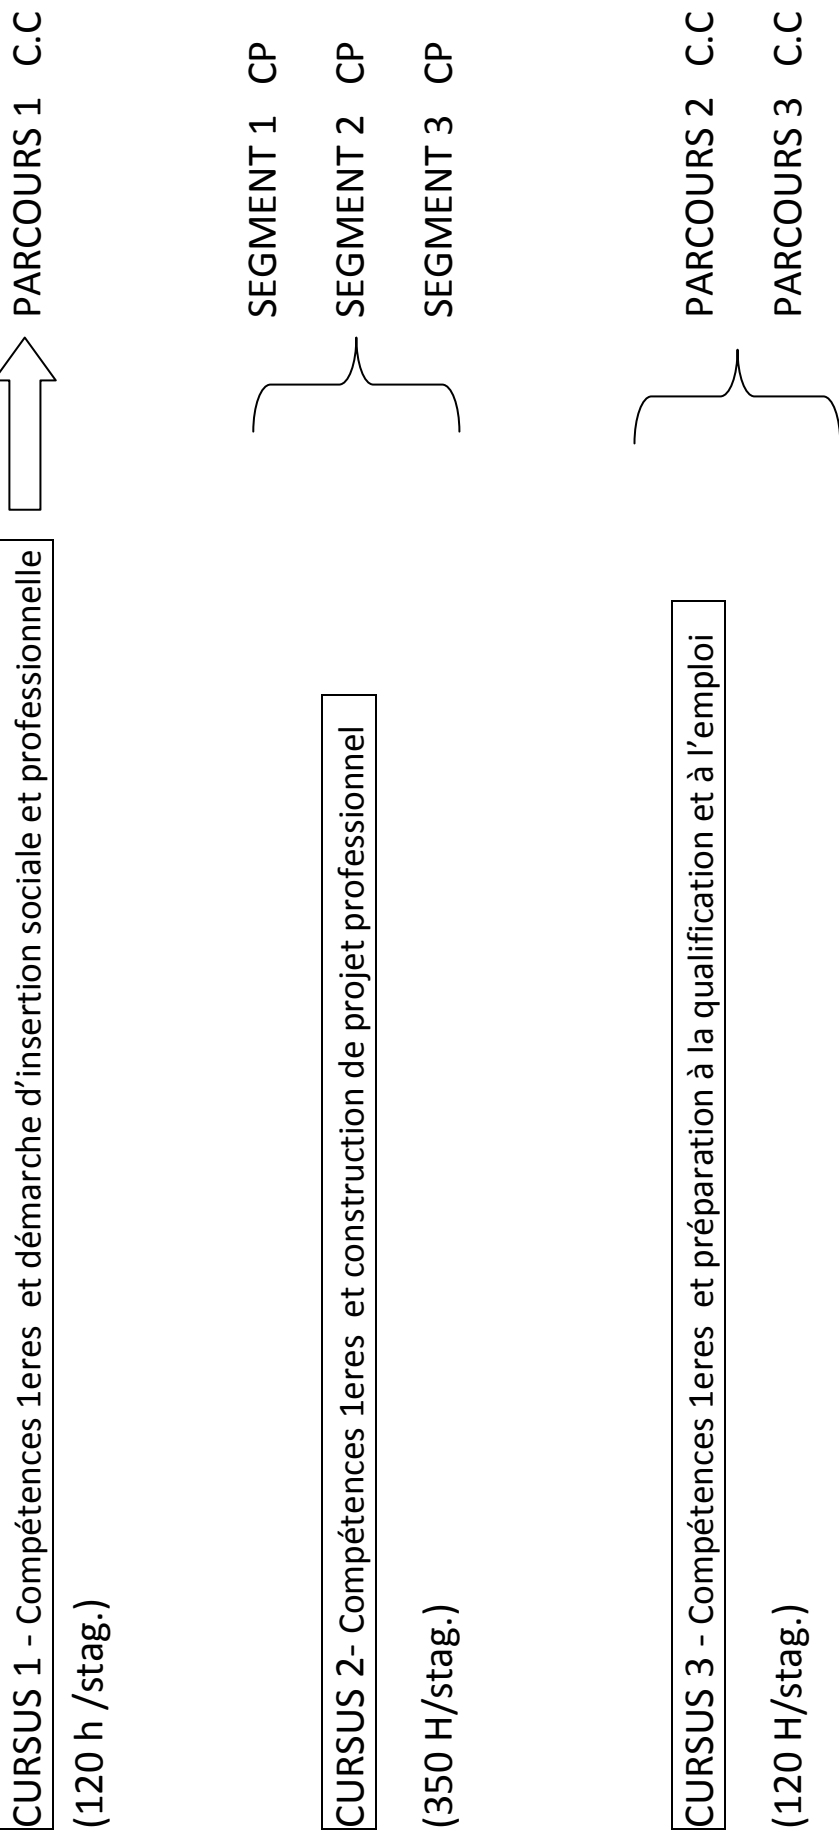 CURSUS 1 - Compétences 1eres et démarche d'insertion sociale et professionnelle
PARCOURS 1 C.C
(120 h /stag.)
SEGMENT 1 CP
CURSUS 2- Compétences 1eres et construction de projet professionnel
SEGMENT 2 CP
(350 H/stag.)
SEGMENT 3 CP
CURSUS 3 - Compétences 1eres et préparation à la qualification et à l'emploi
PARCOURS 2 C.C
(120 H/stag.)
PARCOURS 3 C.C